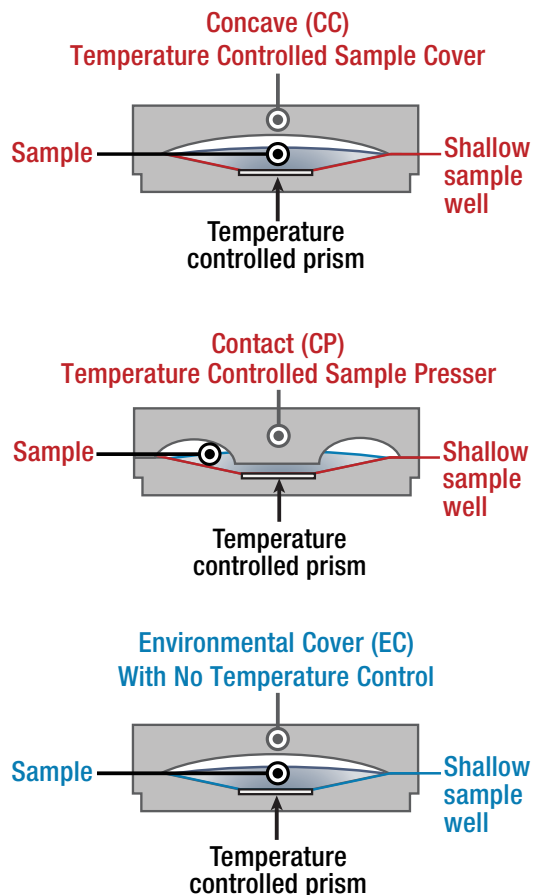 Concave (CC)
Temperature Controlled Sample Cover
Sample
Shallow
sample
well
Temperature
controlled prism
Contact (CP)
Temperature Controlled Sample Presser
Sample
Shallow
sample
well
Temperature
controlled prism
Environmental Cover (EC)
With No Temperature Control
Sample
Shallow
sample
well
Temperature
controlled prism